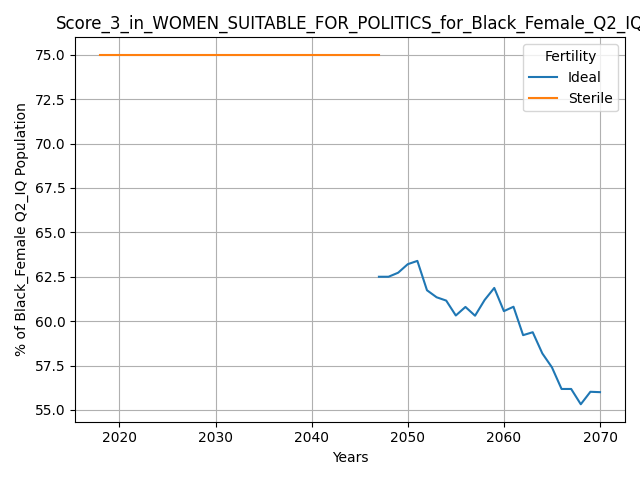 Score_3_in_WOMEN_SUITABLE_FOR_POLITICS_for_Black_Female_Q2_IQ
Fertility
Ideal
Sterile
% of Black_Female Q2_IQ Population
75.0
72.5
70.0
67.5
65.0
62.5
60.0
57.5
55.0
2020 2030 2040 2050 2060 2070
Years